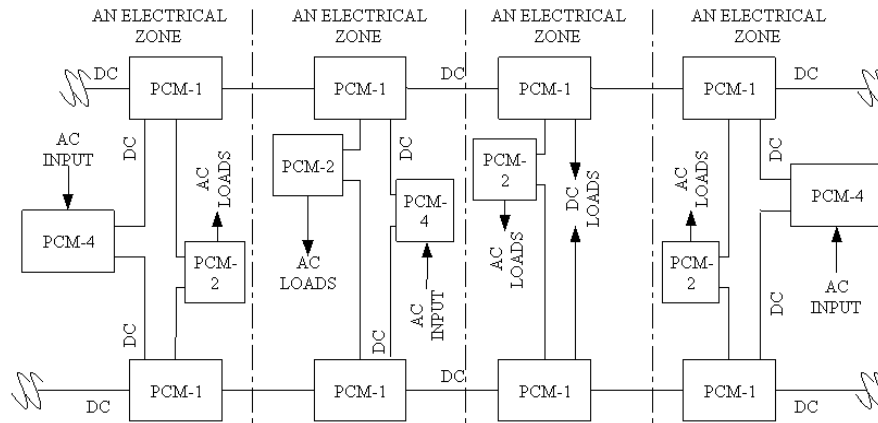 AN ELECTRICAL
ZONE
AN ELECTRICAL
ZONE
AN ELECTRICAL
ZONE
AN ELECTRICAL
ZONE
DC
PCM-1
PCM-1
DC
PCM-1
PCM-1
DC
AC
INPUT
DC
AC
LOADS
PCM-2
DC
PCM-
2
DC
LOADS
AC
LOADS
DC
PCM-4
PCM-
2
PCM-
4
PCM-4
AC
LOADS
AC
LOADS
PCM-
2
AC
INPUT
AC
INPUT
DC
DC
DC
DC
PCM-1
PCM-1
DC
PCM-1
PCM-1
DC